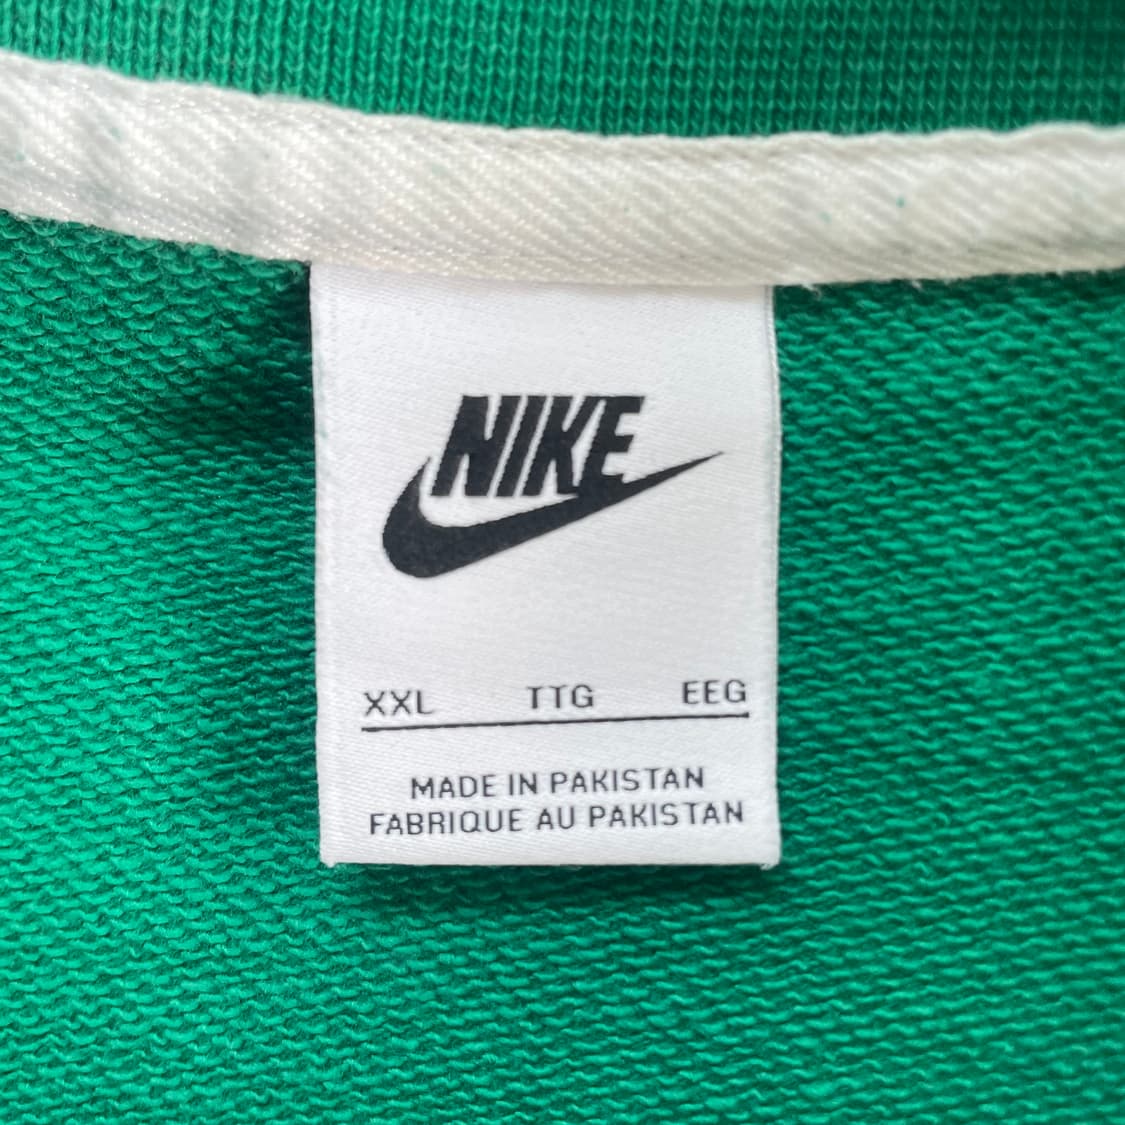 NIKE
XXL TTG EEG
MADE IN PAKISTAN
FABRIQUE AU PAKISTAN